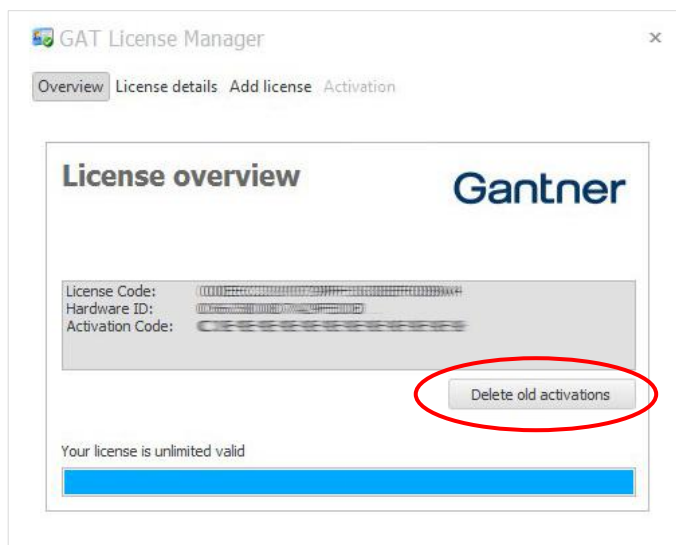 GAT License Manager
Overview License details Add license Activation
License overview
Gantner
License Code:
Hardware ID:
Activation Code:
Delete old activations
Your license is unlimited valid